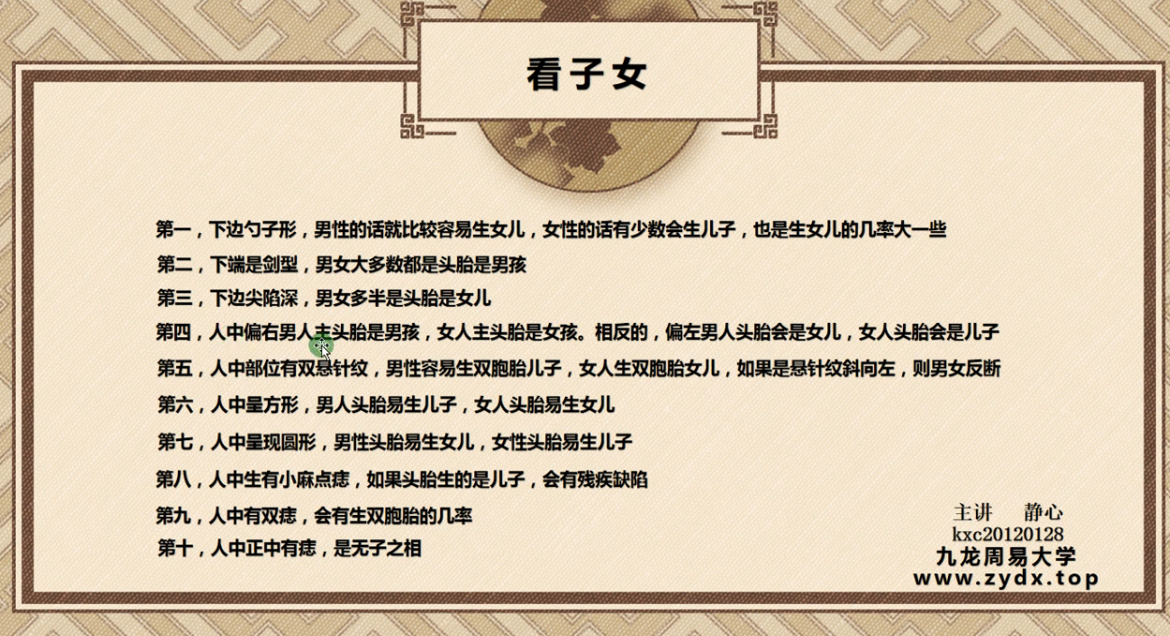 看子女
第一，下边勺子形，男性的话就比较容易生女儿，女性的话有少数会生儿子，也是生女儿的几率大一些
第二，下端是剑型，男女大多数都是头胎是男孩
第三，下边尖陷深，男女多半是头胎是女儿
第四，人中偏右男人主头胎是男孩，女人主头胎是女孩。相反的，偏左男人头胎会是女儿，女人头胎会是儿子
第五，人中部位有双悬针纹，男性容易生双胞胎儿子，女人生双胞胎女儿，如果是悬针纹斜向左，则男女反断
第六，人中量方形，男人头胎易生儿子，女人头胎易生女儿
第七，人中量现圆形，男性头胎易生女儿，女性头胎易生儿子
第八，人中生有小麻点痣，如果头胎生的是儿子，会有残疾缺陷
第九，人中有双痣，会有生双胞胎的几率
第十，人中正中有痣，是无子之相
主讲 静心
kxc20120128
九龙周易大学
www.zydx.top